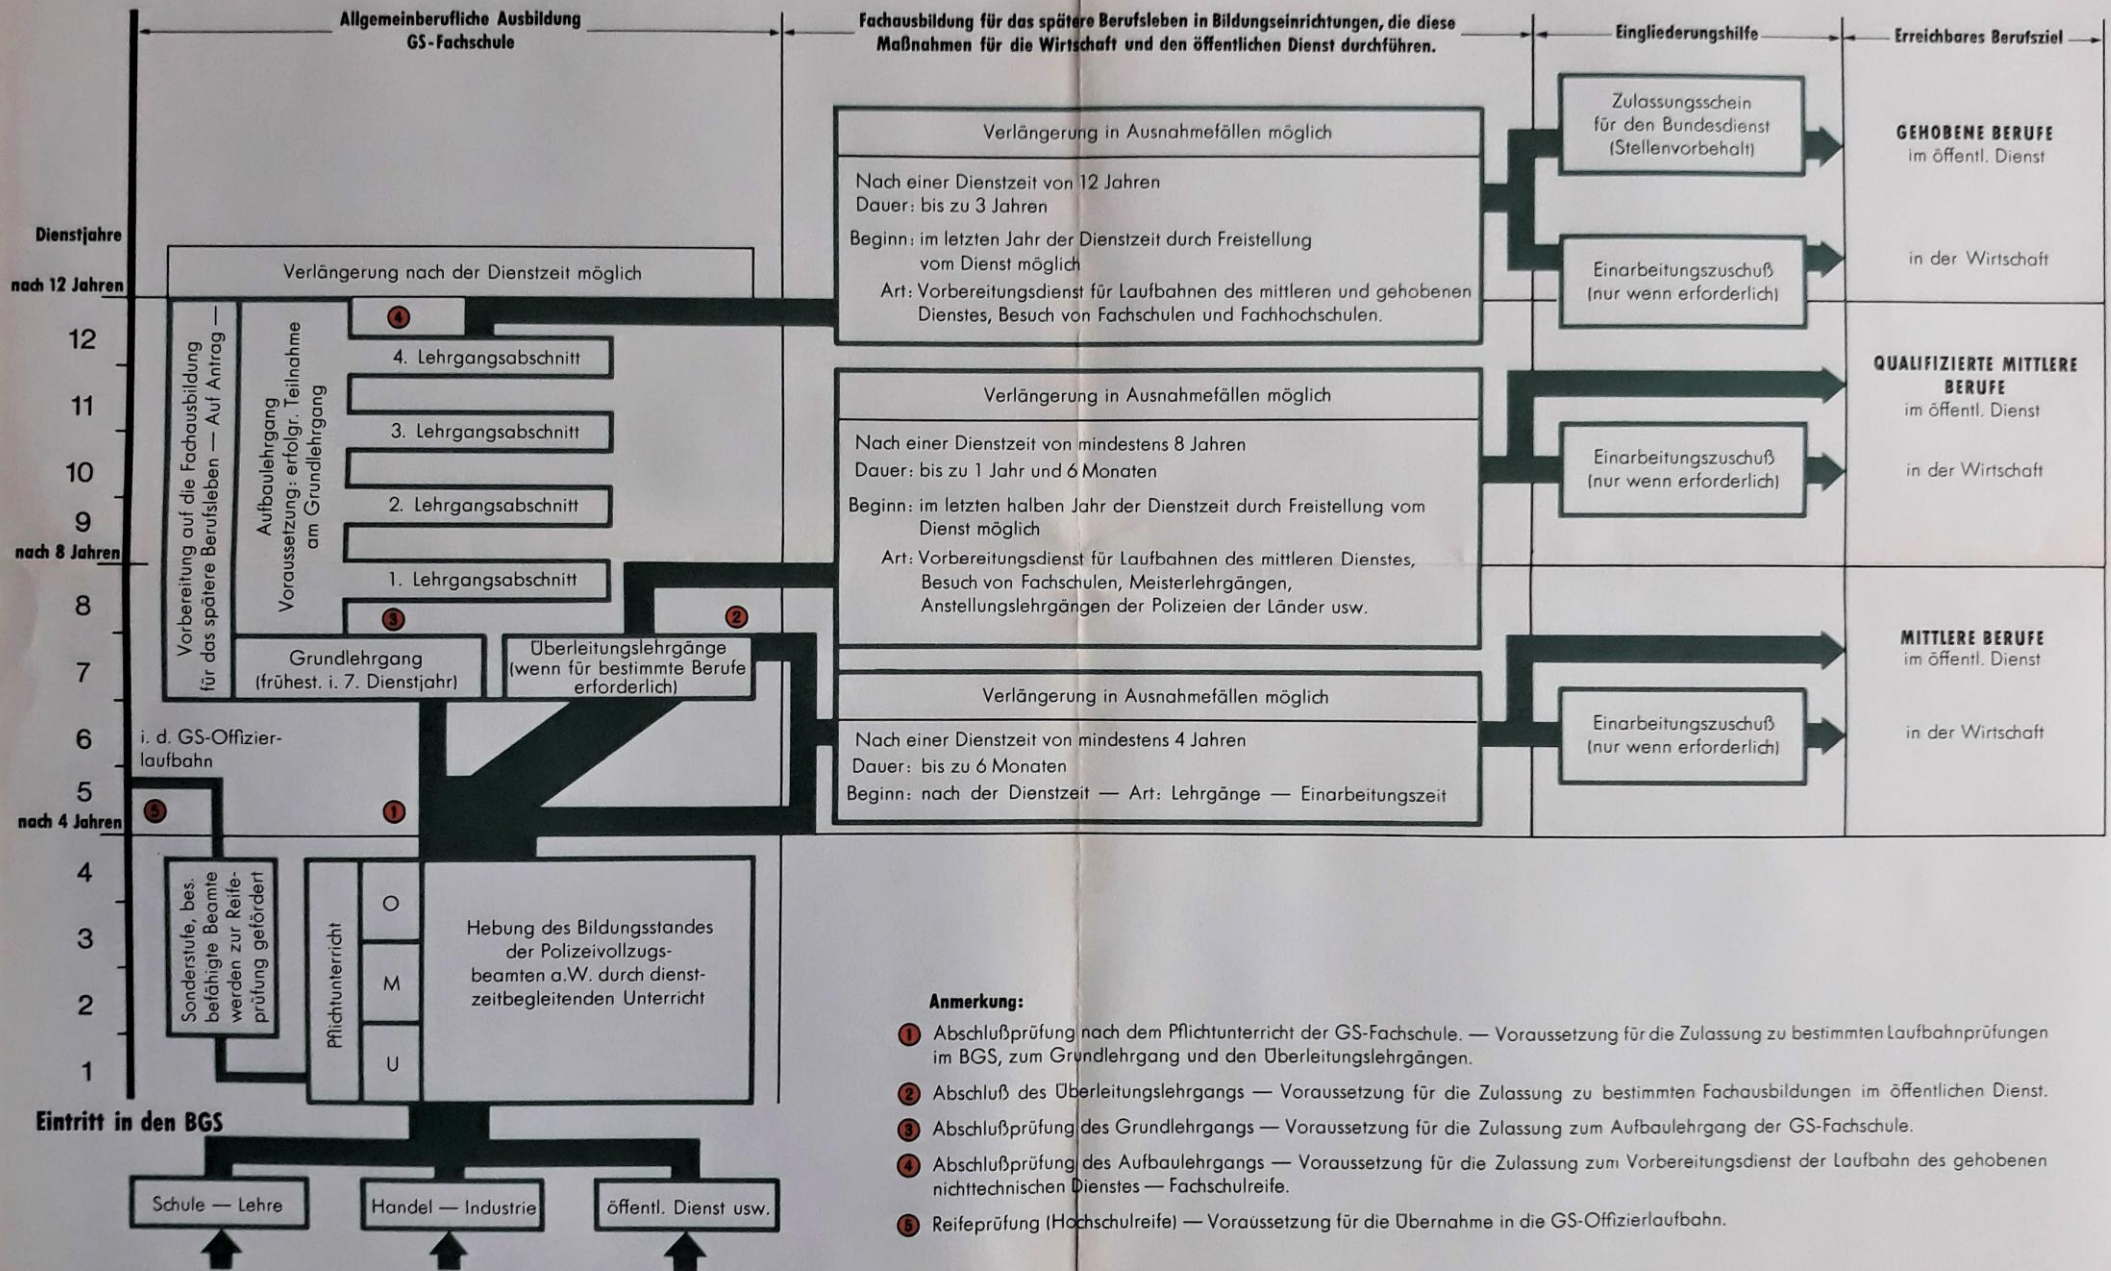 Allgemeinberufliche Ausbildung
GS-Fachschule
Fachausbildung für das spätere Berufsleben in Bildungseinrichtungen, die diese
Maßnahmen für die Wirtschaft und den öffentlichen Dienst durchführen.
Eingliederungshilfe
Erreichbares Berufsziel
Dienstjahre
nach 12 Jahren
12
11
10
9
nach 8 Jahren
8
7
6
5
nach 4 Jahren
4
3
2
1
Eintritt in den BGS
Verlängerung nach der Dienstzeit möglich
Vorbereitung auf die Fachausbildung
für das spätere Berufsleben — Auf Antrag —
Aufbaulehrgang
Voraussetzung: erfolgr. Teilnahme
am Grundlehrgang
4
4. Lehrgangsabschnitt
3. Lehrgangsabschnitt
2. Lehrgangsabschnitt
1. Lehrgangsabschnitt
3
2
Grundlehrgang
(frühest. i. 7. Dienstjahr)
Überleitungslehrgänge
(wenn für bestimmte Berufe
erforderlich)
i. d. GS-Offizier-
laufbahn
5
1
Sonderstufe, bes.
befähigte Beamte
werden zur Reife-
prüfung gefördert
Pflichtunterricht
O
M
U
Hebung des Bildungsstandes
der Polizeivollzugs-
beamten a.W. durch dienst-
zeitbegleitenden Unterricht
Schule — Lehre
Handel — Industrie
öffentl. Dienst usw.
Verlängerung in Ausnahmefällen möglich
Nach einer Dienstzeit von 12 Jahren
Dauer: bis zu 3 Jahren
Beginn: im letzten Jahr der Dienstzeit durch Freistellung
vom Dienst möglich
Art: Vorbereitungsdienst für Laufbahnen des mittleren und gehobenen
Dienstes, Besuch von Fachschulen und Fachhochschulen.
Verlängerung in Ausnahmefällen möglich
Nach einer Dienstzeit von mindestens 8 Jahren
Dauer: bis zu 1 Jahr und 6 Monaten
Beginn: im letzten halben Jahr der Dienstzeit durch Freistellung vom
Dienst möglich
Art: Vorbereitungsdienst für Laufbahnen des mittleren Dienstes,
Besuch von Fachschulen, Meisterlehrgängen,
Anstellungslehrgängen der Polizeien der Länder usw.
Verlängerung in Ausnahmefällen möglich
Nach einer Dienstzeit von mindestens 4 Jahren
Dauer: bis zu 6 Monaten
Beginn: nach der Dienstzeit — Art: Lehrgänge — Einarbeitungszeit
Zulassungsschein
für den Bundesdienst
(Stellenvorbehalt)
Einarbeitungszuschuß
(nur wenn erforderlich)
Einarbeitungszuschuß
(nur wenn erforderlich)
Einarbeitungszuschuß
(nur wenn erforderlich)
GEHOBENE BERUFE
im öffentl. Dienst
in der Wirtschaft
QUALIFIZIERTE MITTLERE
BERUFE
im öffentl. Dienst
in der Wirtschaft
MITTLERE BERUFE
im öffentl. Dienst
in der Wirtschaft
Anmerkung:
1 Abschlußprüfung nach dem Pflichtunterricht der GS-Fachschule. — Voraussetzung für die Zulassung zu bestimmten Laufbahnprüfungen
im BGS, zum Grundlehrgang und den Überleitungslehrgängen.
2 Abschluß des Überleitungslehrgangs — Voraussetzung für die Zulassung zu bestimmten Fachausbildungen im öffentlichen Dienst.
3 Abschlußprüfung des Grundlehrgangs — Voraussetzung für die Zulassung zum Aufbaulehrgang der GS-Fachschule.
4 Abschlußprüfung des Aufbaulehrgangs — Voraussetzung für die Zulassung zum Vorbereitungsdienst der Laufbahn des gehobenen
nichttechnischen Dienstes — Fachschulreife.
5 Reifeprüfung (Hochschulreife) — Voraussetzung für die Übernahme in die GS-Offizierlaufbahn.